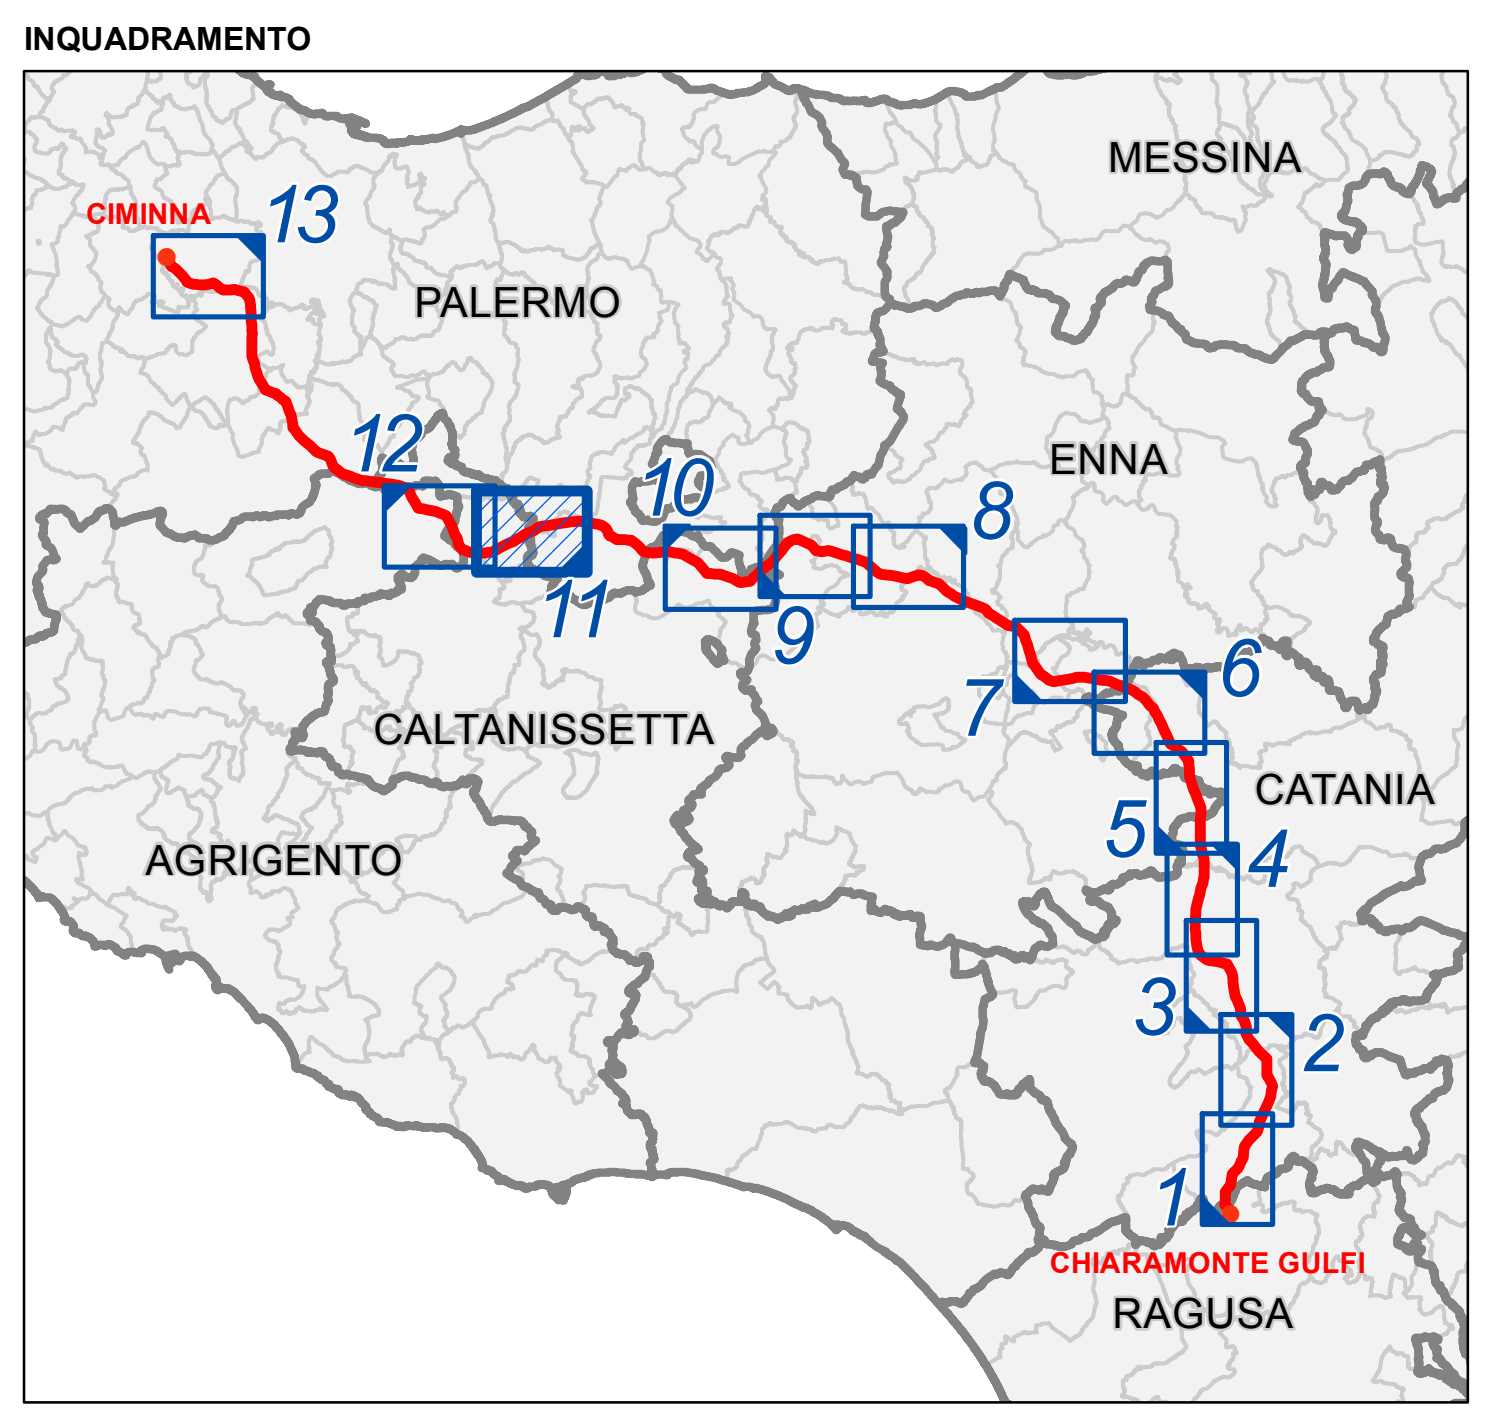 INQUADRAMENTO
MESSINA
CIMINNA
13
PALERMO
12
ENNA
10
8
11
9
6
7
CALTANISSETTA
CATANIA
5
4
AGRIGENTO
3
2
1
CHIARAMONTE GULFI
RAGUSA